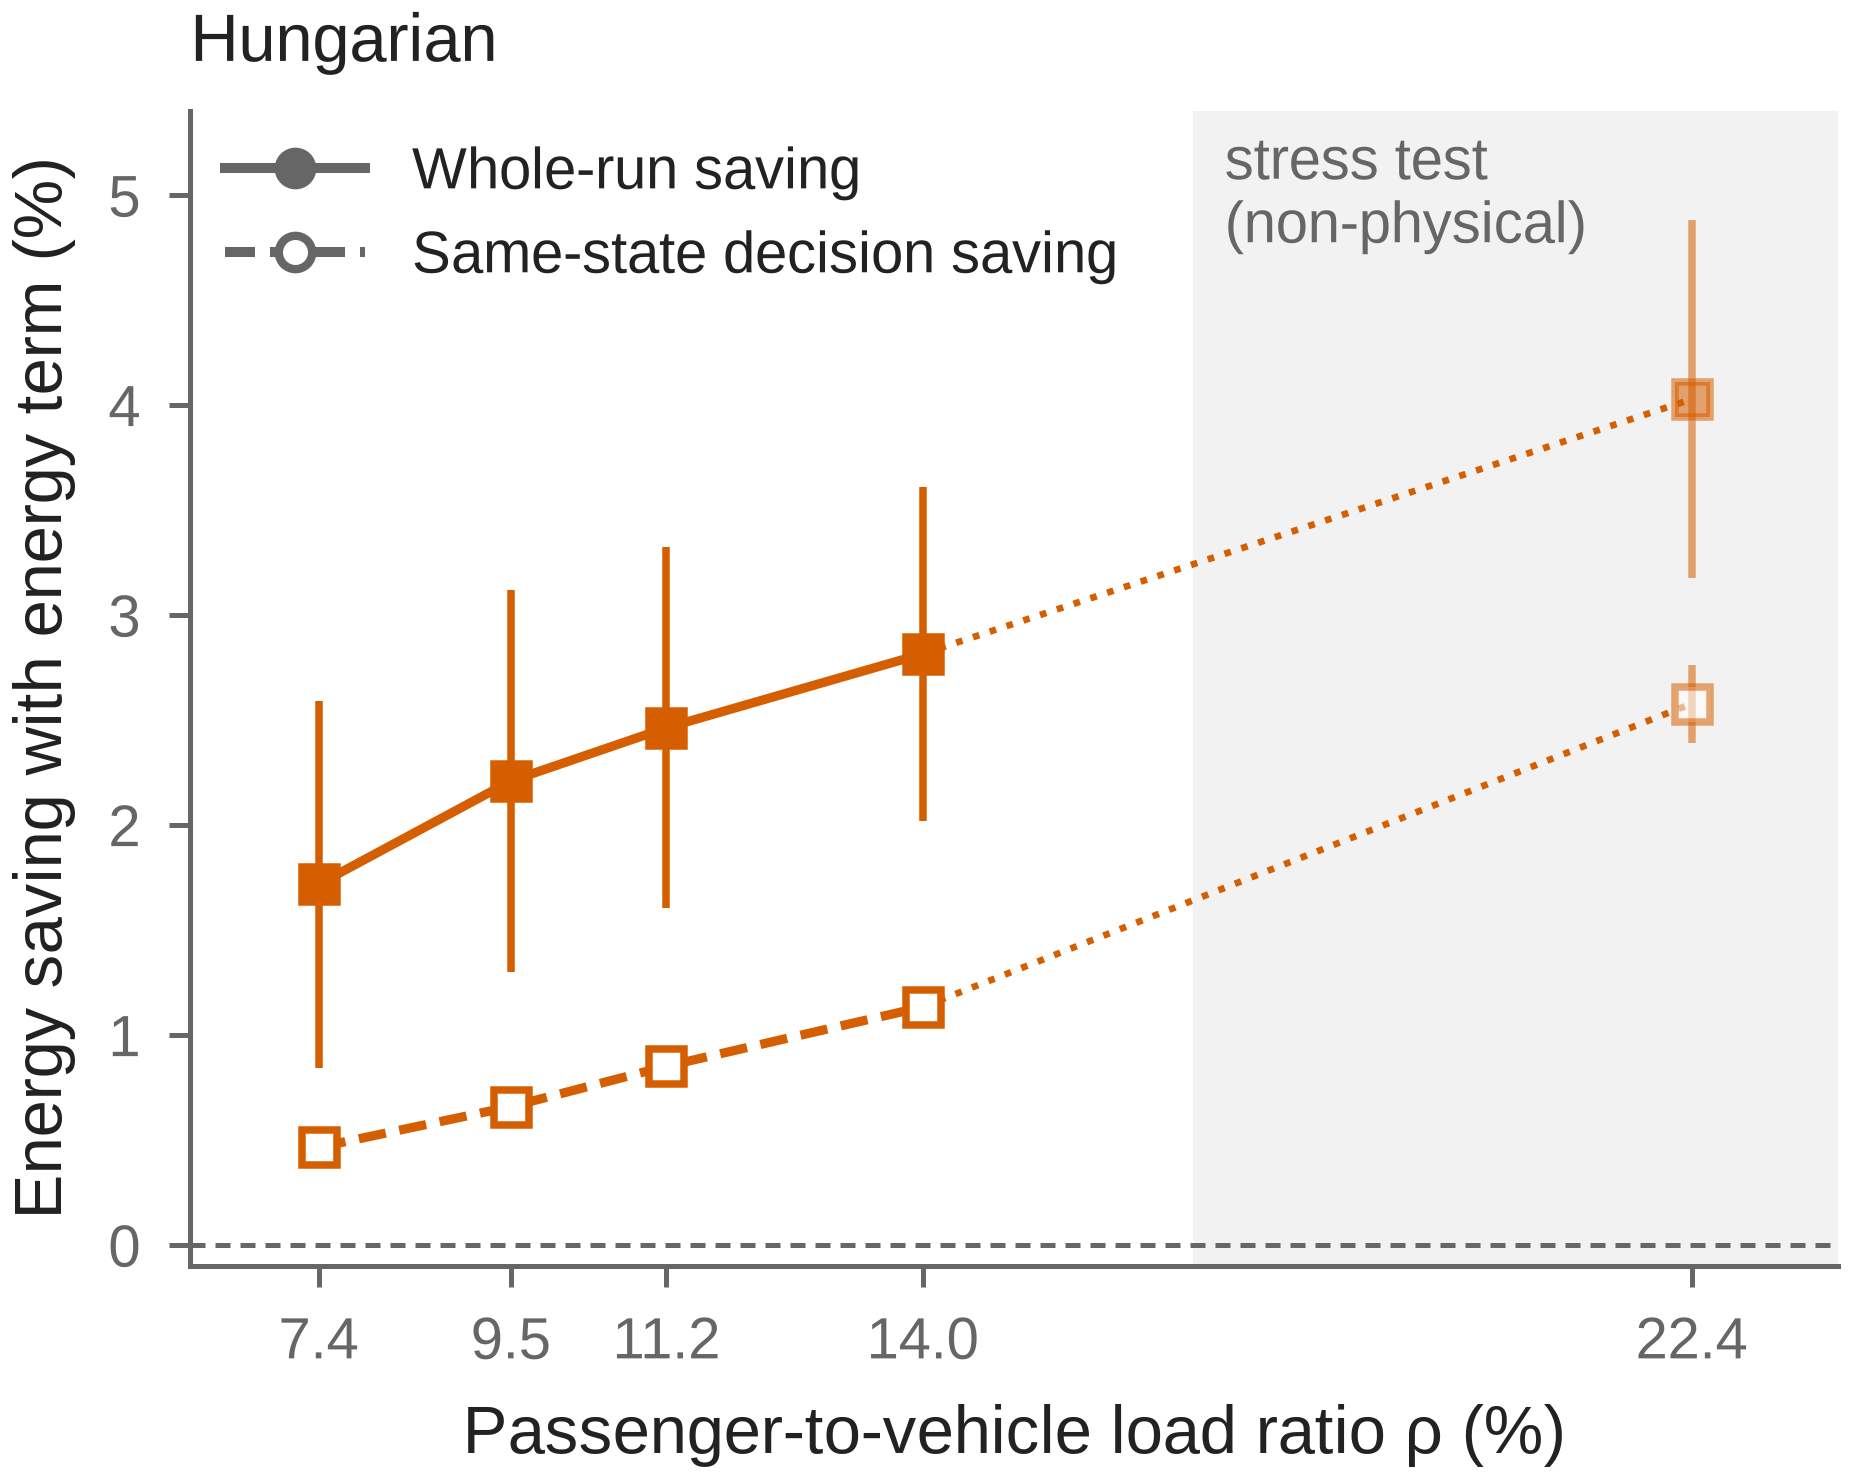 Hungarian
Whole-run saving
Same-state decision saving
stress test
(non-physical)
Energy saving with energy term (%)
5
4
3
2
1
0
7.4 9.5 11.2 14.0 22.4
Passenger-to-vehicle load ratio ρ (%)